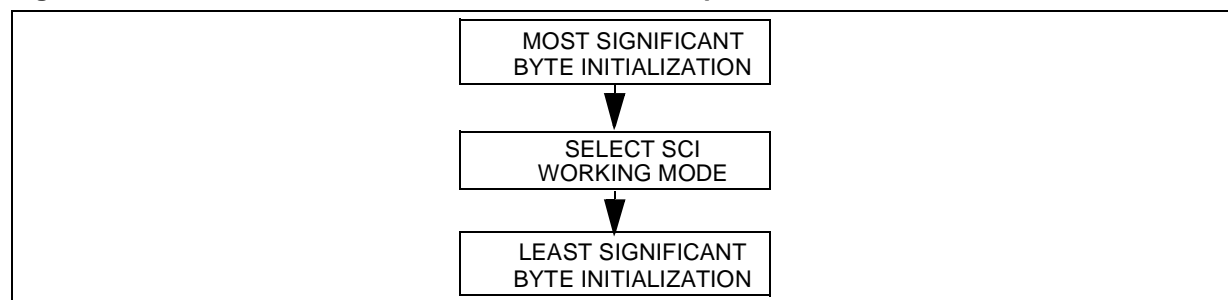 MOST SIGNIFICANT
BYTE INITIALIZATION
SELECT SCI
WORKING MODE
LEAST SIGNIFICANT
BYTE INITIALIZATION